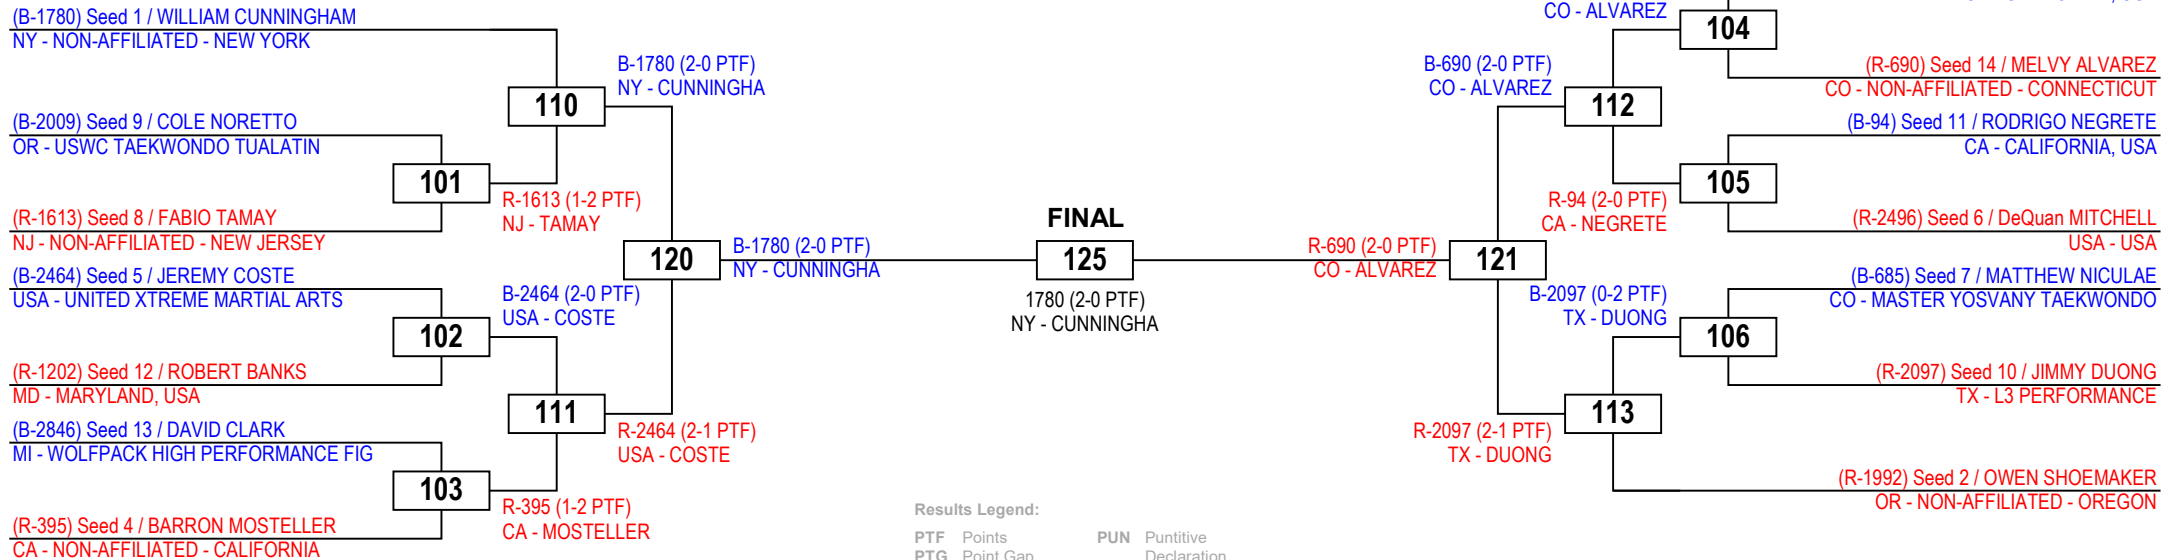 (B-1780) Seed 1 / WILLIAM CUNNINGHAM
NY - NON-AFFILIATED - NEW YORK
110
B-1780 (2-0 PTF)
NY - CUNNINGHA
(B-2009) Seed 9 / COLE NORETTO
OR - USWC TAEKWONDO TUALATIN
101
(R-1613) Seed 8 / FABIO TAMAY
NJ - NON-AFFILIATED - NEW JERSEY
R-1613 (1-2 PTF)
NJ - TAMAY
120
B-1780 (2-0 PTF)
NY - CUNNINGHA
(B-2464) Seed 5 / JEREMY COSTE
USA - UNITED XTREME MARTIAL ARTS
102
B-2464 (2-0 PTF)
USA - COSTE
(R-1202) Seed 12 / ROBERT BANKS
MD - MARYLAND, USA
111
R-2464 (2-1 PTF)
USA - COSTE
(B-2846) Seed 13 / DAVID CLARK
MI - WOLFPACK HIGH PERFORMANCE FIG
103
R-395 (1-2 PTF)
CA - MOSTELLER
(R-395) Seed 4 / BARRON MOSTELLER
CA - NON-AFFILIATED - CALIFORNIA
FINAL
125
1780 (2-0 PTF)
NY - CUNNINGHA
Results Legend:
PTF Points PUN Puntitive
PTG Point Gap Declaration
CO - ALVAREZ
104
(R-690) Seed 14 / MELVY ALVAREZ
CO - NON-AFFILIATED - CONNECTICUT
B-690 (2-0 PTF)
CO - ALVAREZ
112
(B-94) Seed 11 / RODRIGO NEGRETE
CA - CALIFORNIA, USA
105
R-94 (2-0 PTF)
CA - NEGRETE
(R-2496) Seed 6 / DeQuan MITCHELL
USA - USA
R-690 (2-0 PTF)
CO - ALVAREZ
121
(B-685) Seed 7 / MATTHEW NICULAE
CO - MASTER YOSVANY TAEKWONDO
B-2097 (0-2 PTF)
TX - DUONG
106
(R-2097) Seed 10 / JIMMY DUONG
TX - L3 PERFORMANCE
113
R-2097 (2-1 PTF)
TX - DUONG
(R-1992) Seed 2 / OWEN SHOEMAKER
OR - NON-AFFILIATED - OREGON